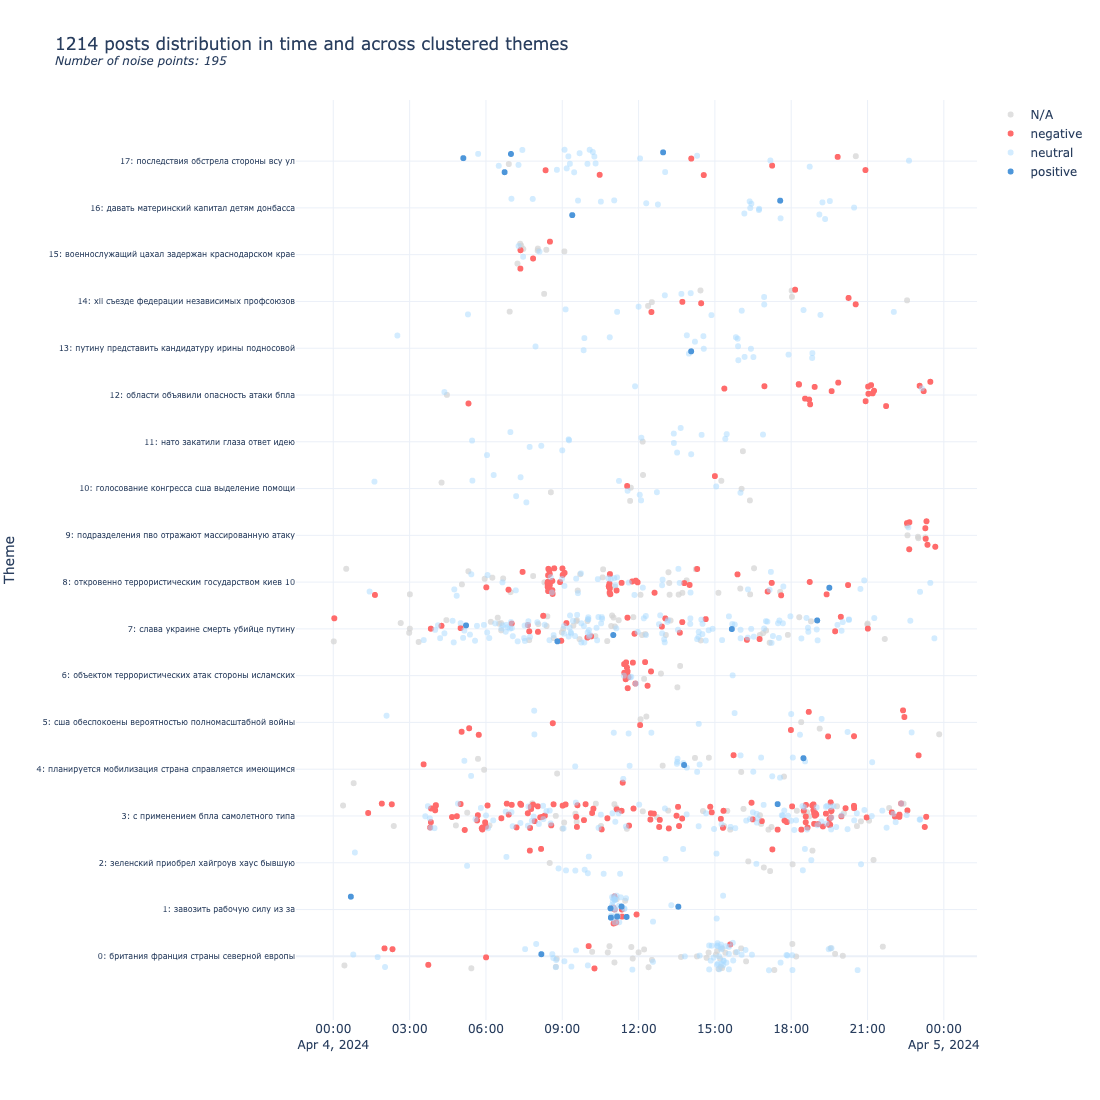 1214 posts distribution in time and across clustered themes
Number of noise points: 195
N/A
negative
neutral
positive
Theme
17: последствия обстрела стороны всу ул
16: давать материнский капитал детям донбасса
15: военнослужащий цахал задержан краснодарском крае
14: xii съезде федерации независимых профсоюзов
13: путину представить кандидатуру ирины подносовой
12: области объявили опасность атаки бпла
11: нато закатили глаза ответ идею
10: голосование конгресса сша выделение помощи
9: подразделения пво отражают массированную атаку
8: откровенно террористическим государством киев 10
7: слава украине смерть убийце путину
6: объектом террористических атак стороны исламских
5: сша обеспокоены вероятностью полномасштабной войны
4: планируется мобилизация страна справляется имеющимся
3: с применением бпла самолетного типа
2: зеленский приобрел хайгроув хаус бывшую
1: завозить рабочую силу из за
0: британия франция страны северной европы
00:00 03:00 06:00 09:00 12:00 15:00 18:00 21:00 00:00
Apr 4, 2024 Apr 5, 2024